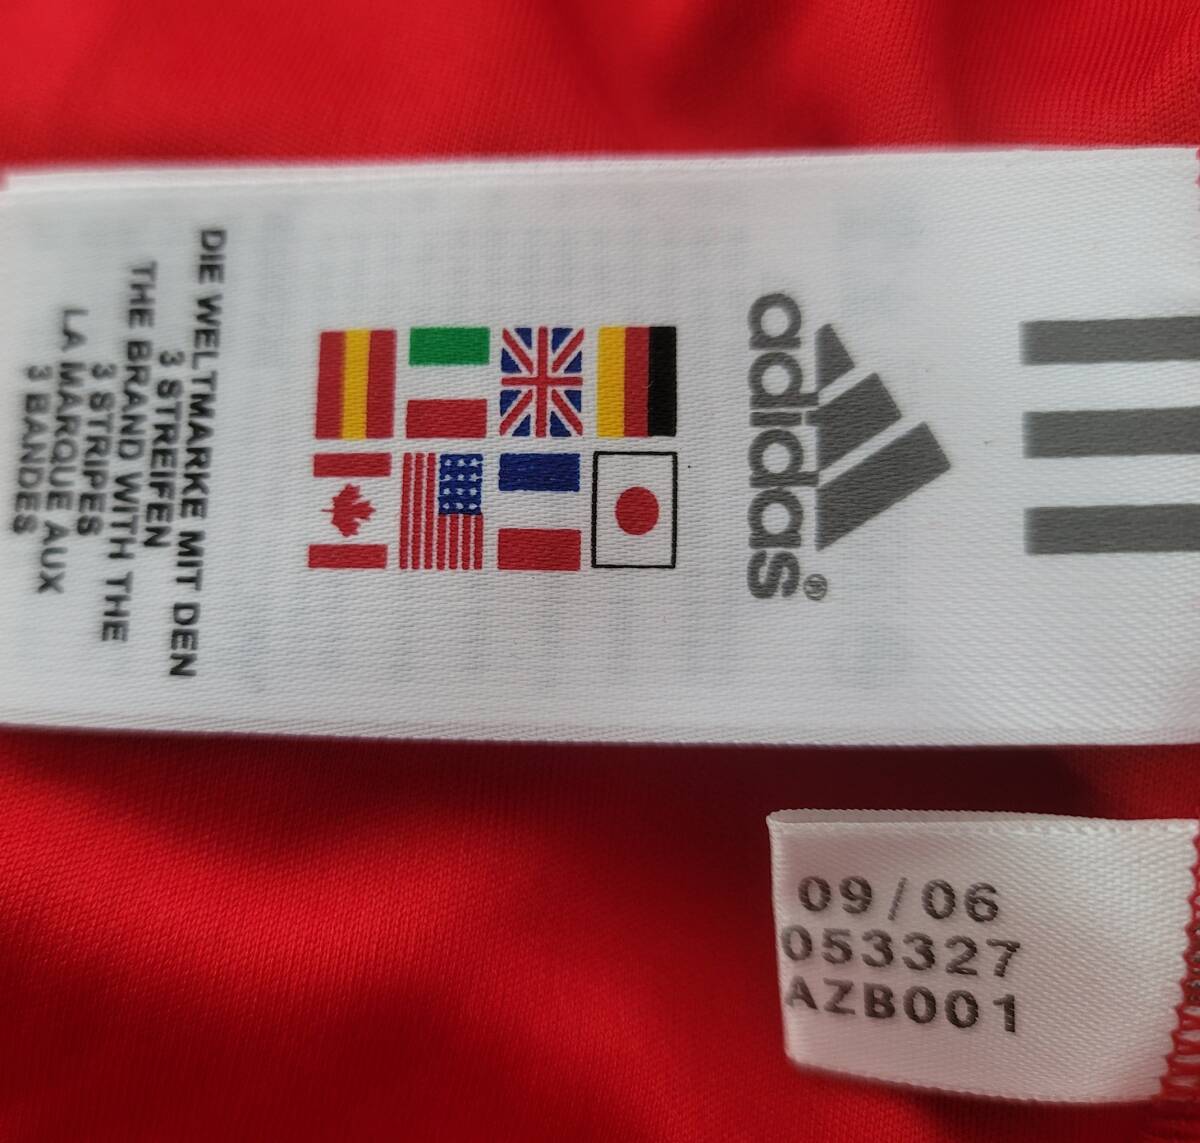 adidas®
DIE WELTMARKE MIT DEN
3 STREIFEN
THE BRAND WITH THE
3 STRIPES
LA MARQUE AUX
3 BANDES
09/06
053327
AZB001